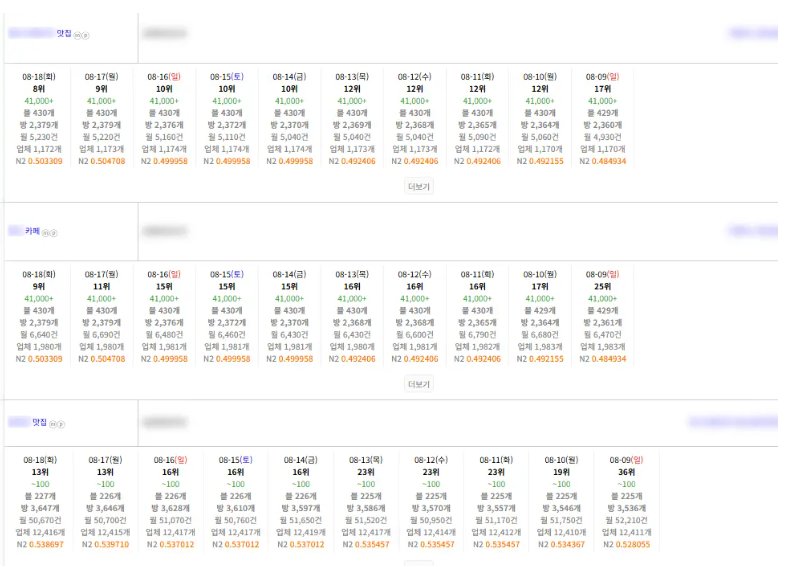 맛집 ⓜⓟ
08-18(화) 08-17(월) 08-16(일) 08-15(토) 08-14(금) 08-13(목) 08-12(수) 08-11(화) 08-10(월) 08-09(일)
8위 9위 10위 10위 10위 12위 12위 12위 12위 17위
41,000+ 41,000+ 41,000+ 41,000+ 41,000+ 41,000+ 41,000+ 41,000+ 41,000+ 41,000+
블 430개 블 430개 블 430개 블 430개 블 430개 블 430개 블 430개 블 430개 블 430개 블 429개
방 2,379개 방 2,379개 방 2,376개 방 2,372개 방 2,370개 방 2,369개 방 2,368개 방 2,365개 방 2,364개 방 2,360개
월 5,230건 월 5,220건 월 5,160건 월 5,110건 월 5,040건 월 5,040건 월 5,040건 월 5,090건 월 5,060건 월 4,930건
업체 1,172개 업체 1,173개 업체 1,174개 업체 1,174개 업체 1,174개 업체 1,173개 업체 1,173개 업체 1,172개 업체 1,170개 업체 1,170개
N2 0.503309 N2 0.504708 N2 0.499958 N2 0.499958 N2 0.499958 N2 0.492406 N2 0.492406 N2 0.492406 N2 0.492155 N2 0.484934
더보기
카페 ⓜⓟ
08-18(화) 08-17(월) 08-16(일) 08-15(토) 08-14(금) 08-13(목) 08-12(수) 08-11(화) 08-10(월) 08-09(일)
9위 11위 15위 15위 15위 16위 16위 16위 17위 25위
41,000+ 41,000+ 41,000+ 41,000+ 41,000+ 41,000+ 41,000+ 41,000+ 41,000+ 41,000+
블 430개 블 430개 블 430개 블 430개 블 430개 블 430개 블 430개 블 430개 블 429개 블 429개
방 2,379개 방 2,379개 방 2,376개 방 2,372개 방 2,370개 방 2,368개 방 2,368개 방 2,365개 방 2,364개 방 2,361개
월 6,640건 월 6,690건 월 6,480건 월 6,460건 월 6,430건 월 6,430건 월 6,600건 월 6,790건 월 6,680건 월 6,470건
업체 1,980개 업체 1,980개 업체 1,981개 업체 1,981개 업체 1,981개 업체 1,980개 업체 1,981개 업체 1,982개 업체 1,983개 업체 1,983개
N2 0.503309 N2 0.504708 N2 0.499958 N2 0.499958 N2 0.499958 N2 0.492406 N2 0.492406 N2 0.492406 N2 0.492155 N2 0.484934
더보기
맛집 ⓜⓟ
08-18(화) 08-17(월) 08-16(일) 08-15(토) 08-14(금) 08-13(목) 08-12(수) 08-11(화) 08-10(월) 08-09(일)
13위 13위 16위 16위 16위 23위 23위 23위 19위 36위
~100 ~100 ~100 ~100 ~100 ~100 ~100 ~100 ~100 ~100
블 227개 블 226개 블 226개 블 226개 블 226개 블 225개 블 225개 블 225개 블 225개 블 225개
방 3,647개 방 3,646개 방 3,628개 방 3,610개 방 3,597개 방 3,586개 방 3,570개 방 3,557개 방 3,546개 방 3,536개
월 50,670건 월 50,700건 월 51,070건 월 50,760건 월 51,650건 월 51,520건 월 50,950건 월 51,170건 월 51,750건 월 52,210건
업체 12,416개 업체 12,415개 업체 12,417개 업체 12,417개 업체 12,419개 업체 12,417개 업체 12,414개 업체 12,412개 업체 12,410개 업체 12,411개
N2 0.538697 N2 0.539710 N2 0.537012 N2 0.537012 N2 0.537012 N2 0.535457 N2 0.535457 N2 0.535457 N2 0.534367 N2 0.528055